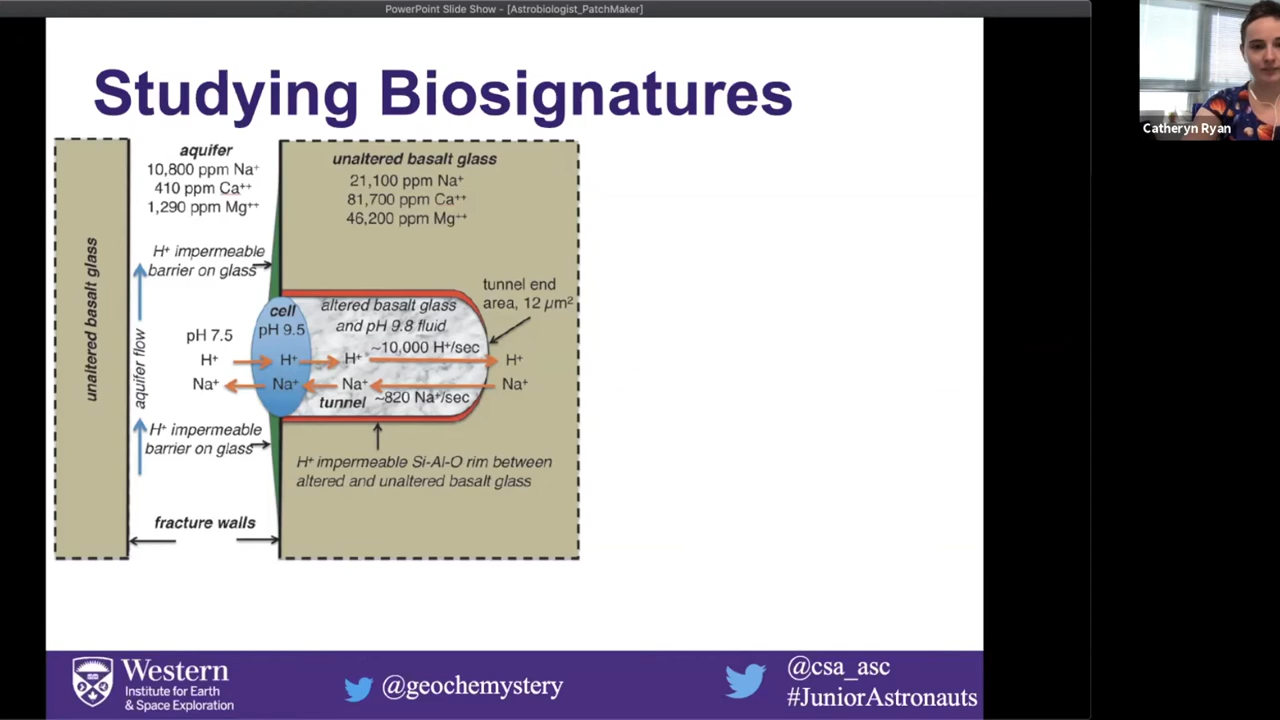 PowerPoint Slide Show - [Astrobiologist_PatchMaker]
Catheryn Ryan
Studying Biosignatures
unaltered basalt glass
aquifer
10,800 ppm Na⁺
410 ppm Ca⁺⁺
1,290 ppm Mg⁺⁺
H⁺ impermeable
barrier on glass
aquifer flow
pH 7.5
H⁺
Na⁺
H⁺ impermeable
barrier on glass
fracture walls
unaltered basalt glass
21,100 ppm Na⁺
81,700 ppm Ca⁺⁺
46,200 ppm Mg⁺⁺
tunnel end
area, 12 µm²
cell
pH 9.5
H⁺
Na⁺
altered basalt glass
and pH 9.8 fluid
~10,000 H⁺/sec
H⁺
Na⁺
~820 Na⁺/sec
tunnel
H⁺
Na⁺
H⁺ impermeable Si-Al-O rim between
altered and unaltered basalt glass
Western
Institute for Earth
& Space Exploration
@geochemystery
@csa_asc
#JuniorAstronauts